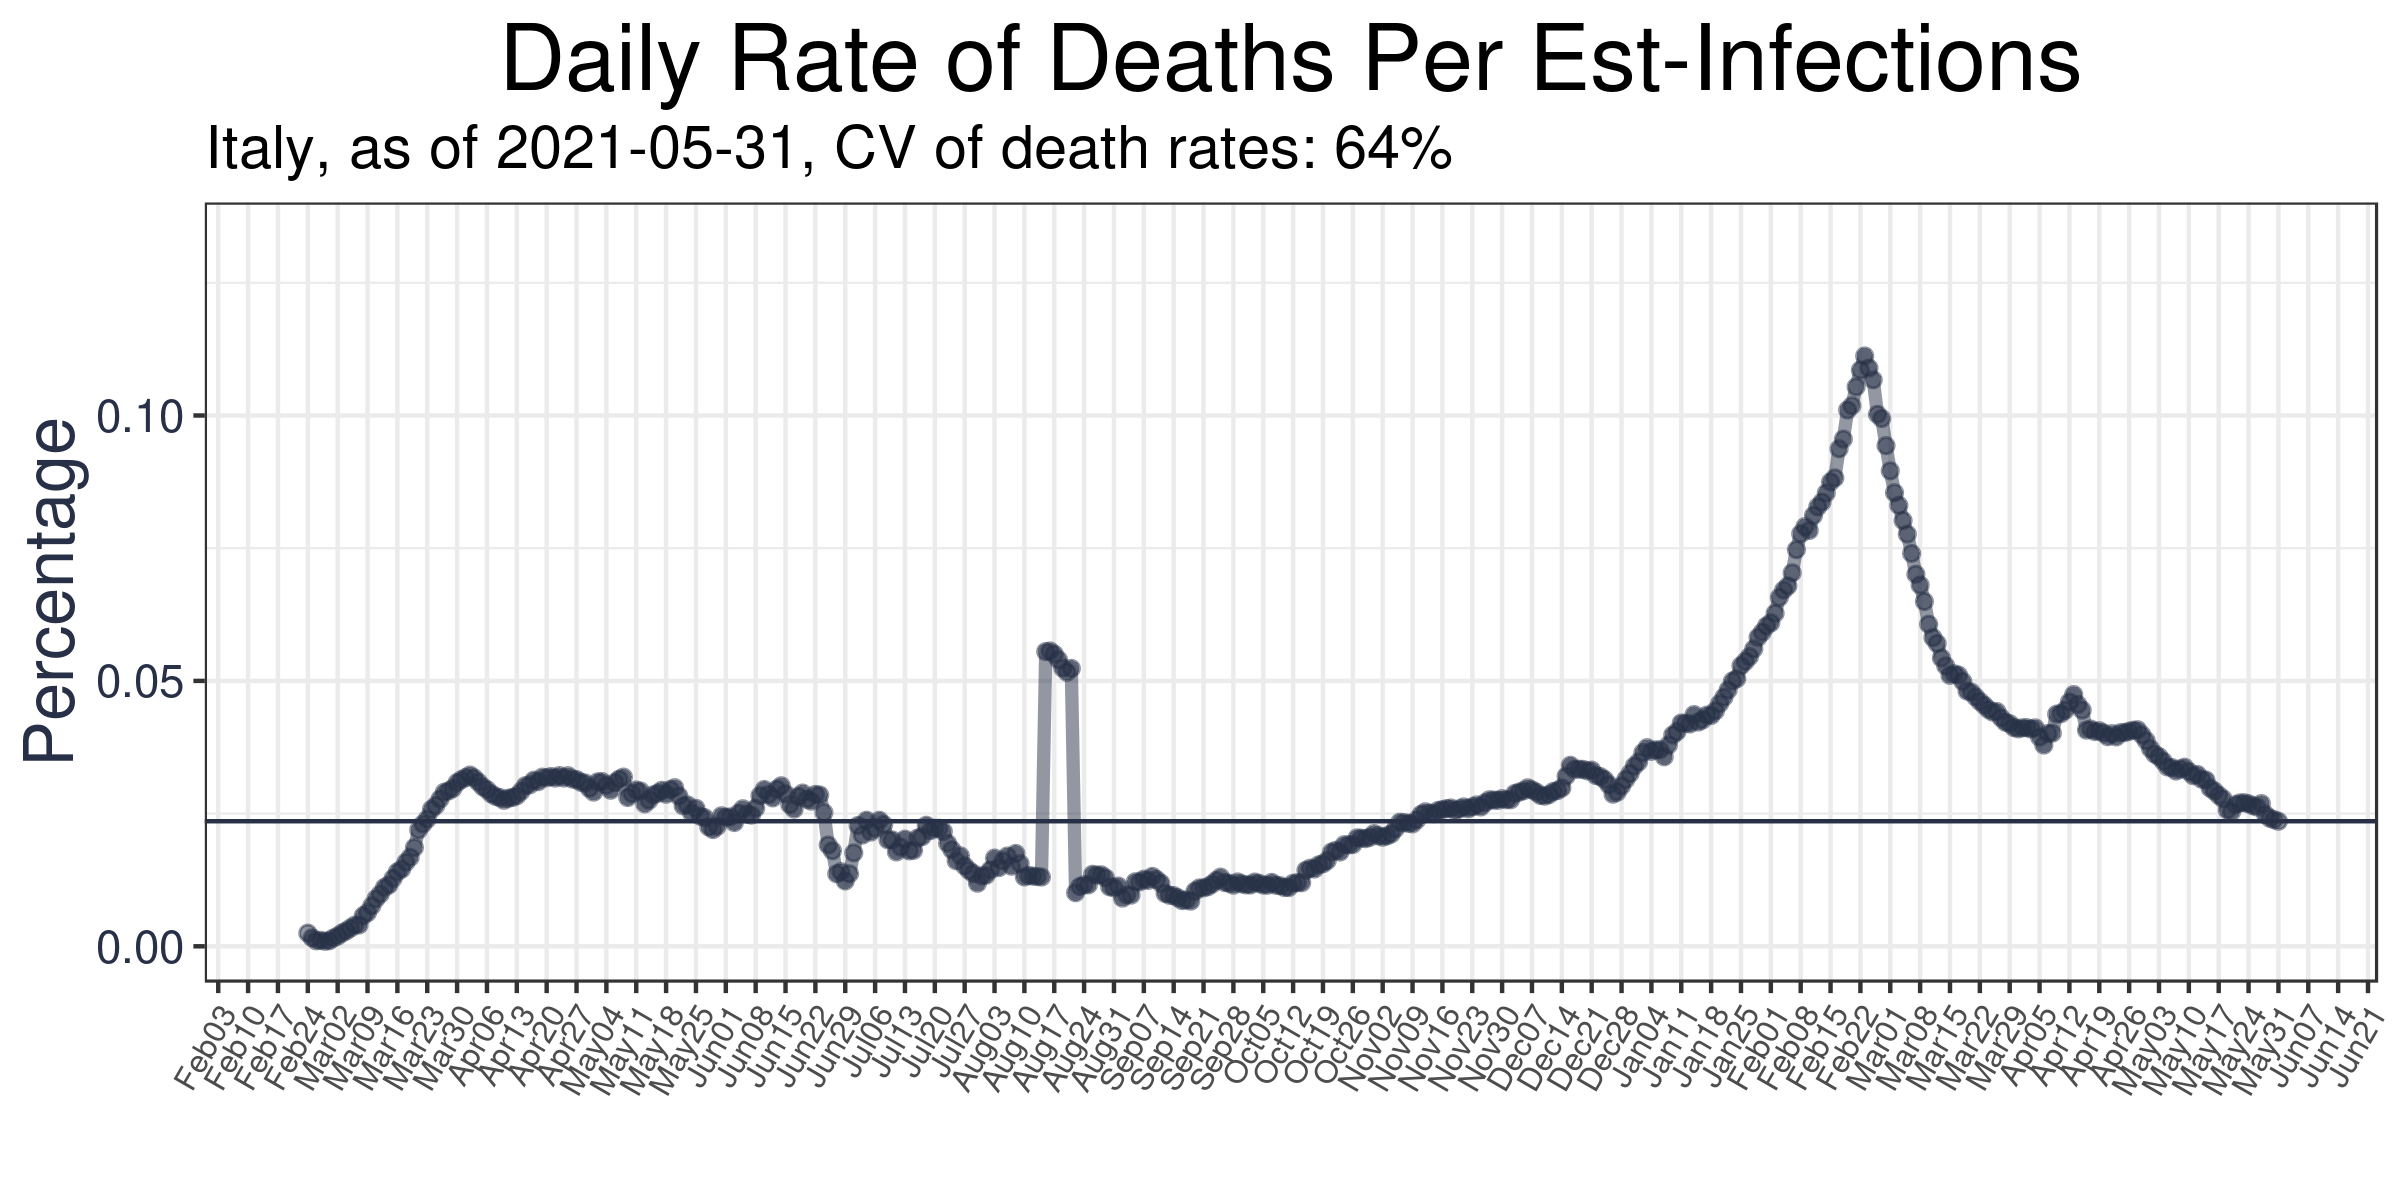 Daily Rate of Deaths Per Est-Infections
Italy, as of 2021-05-31, CV of death rates: 64%
Percentage
0.10
0.05
0.00
Feb03 Feb10 Feb17 Feb24 Mar02 Mar09 Mar16 Mar23 Mar30 Apr06 Apr13 Apr20 Apr27 May04 May11 May18 May25 Jun01 Jun08 Jun15 Jun22 Jun29 Jul06 Jul13 Jul20 Jul27 Aug03 Aug10 Aug17 Aug24 Aug31 Sep07 Sep14 Sep21 Sep28 Oct05 Oct12 Oct19 Oct26 Nov02 Nov09 Nov16 Nov23 Nov30 Dec07 Dec14 Dec21 Dec28 Jan04 Jan11 Jan18 Jan25 Feb01 Feb08 Feb15 Feb22 Mar01 Mar08 Mar15 Mar22 Mar29 Apr05 Apr12 Apr19 Apr26 May03 May10 May17 May24 May31 Jun07 Jun14 Jun21